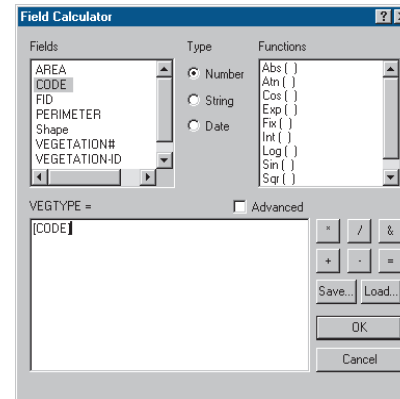 Field Calculator
Fields
Type
Functions
AREA
CODE
FID
PERIMETER
Shape
VEGETATION#
VEGETATION-ID
Number
String
Date
Abs ( )
Atn ( )
Cos ( )
Exp ( )
Fix ( )
Int ( )
Log ( )
Sin ( )
Sqr ( )
VEGTYPE =
Advanced
[CODE]
* / &
+ - =
Save... Load...
OK
Cancel